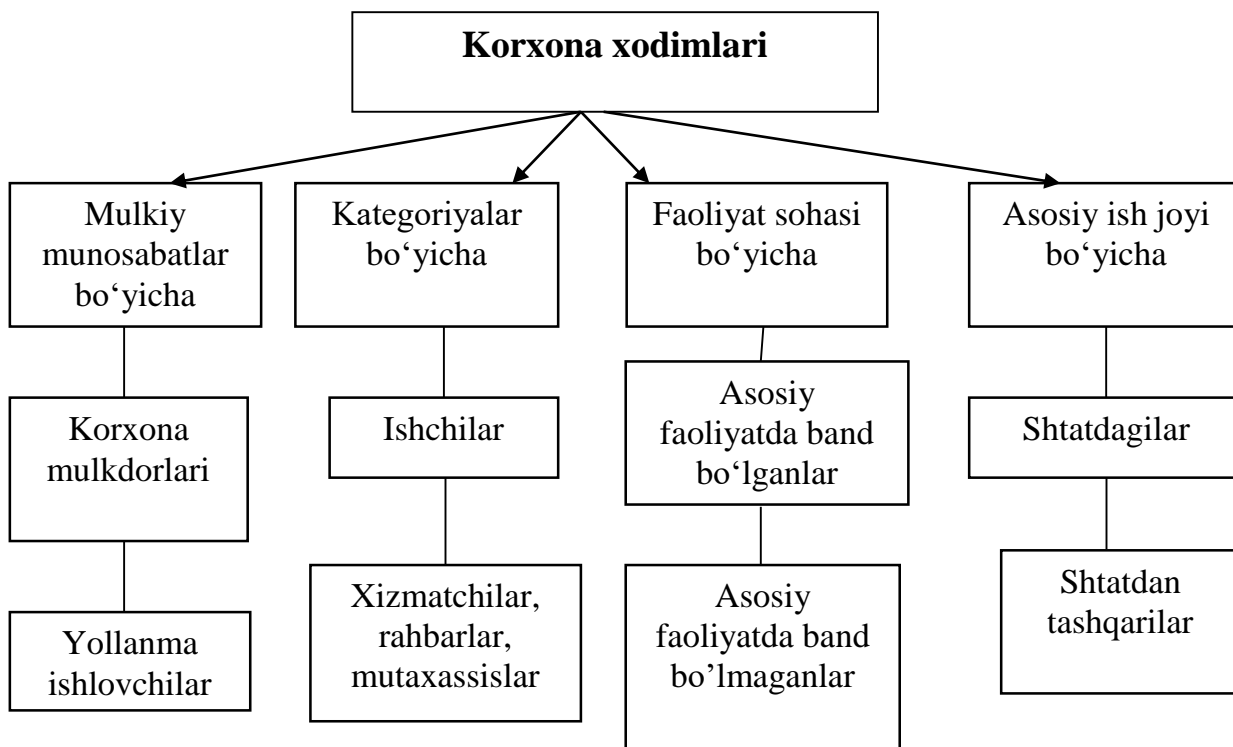 Korxona xodimlari
Mulkiy
munosabatlar
bo‘yicha
Kategoriyalar
bo‘yicha
Faoliyat sohasi
bo‘yicha
Asosiy ish joyi
bo‘yicha
Korxona
mulkdorlari
Ishchilar
Asosiy
faoliyatda band
bo‘lganlar
Shtatdagilar
Yollanma
ishlovchilar
Xizmatchilar,
rahbarlar,
mutaxassislar
Asosiy
faoliyatda band
bo’lmaganlar
Shtatdan
tashqarilar